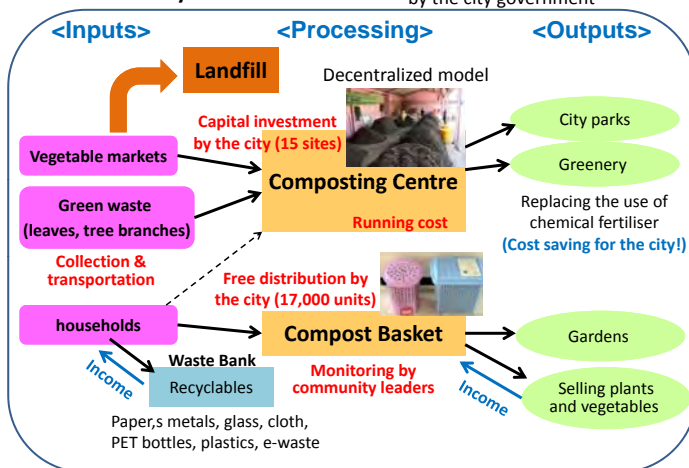 by the city government
<Inputs>
<Processing>
<Outputs>
Landfill
Decentralized model
Capital investment
by the city (15 sites)
Vegetable markets
Composting Centre
City parks
Greenery
Green waste
(leaves, tree branches)
Running cost
Replacing the use of
chemical fertiliser
(Cost saving for the city!)
Collection &
transportation
Free distribution by
the city (17,000 units)
households
Compost Basket
Gardens
Waste Bank
Income
Recyclables
Monitoring by
community leaders
Income
Selling plants
and vegetables
Paper,s metals, glass, cloth,
PET bottles, plastics, e-waste